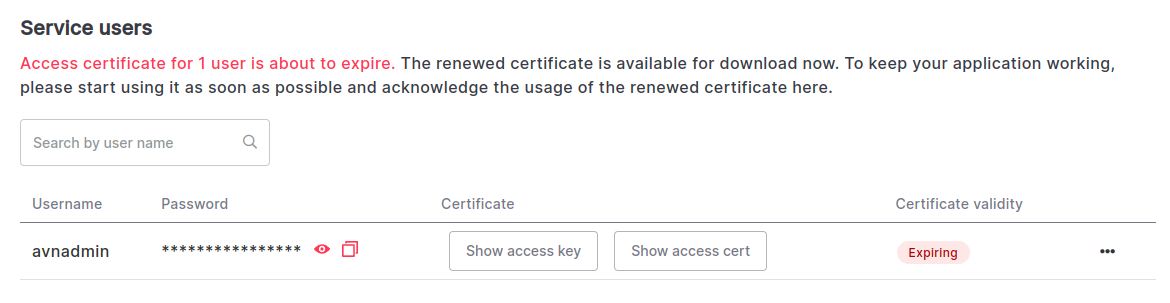 Service users
Access certificate for 1 user is about to expire. The renewed certificate is available for download now. To keep your application working,
please start using it as soon as possible and acknowledge the usage of the renewed certificate here.
Search by user name
Username Password Certificate Certificate validity
avnadmin **************** Show access key Show access cert Expiring •••